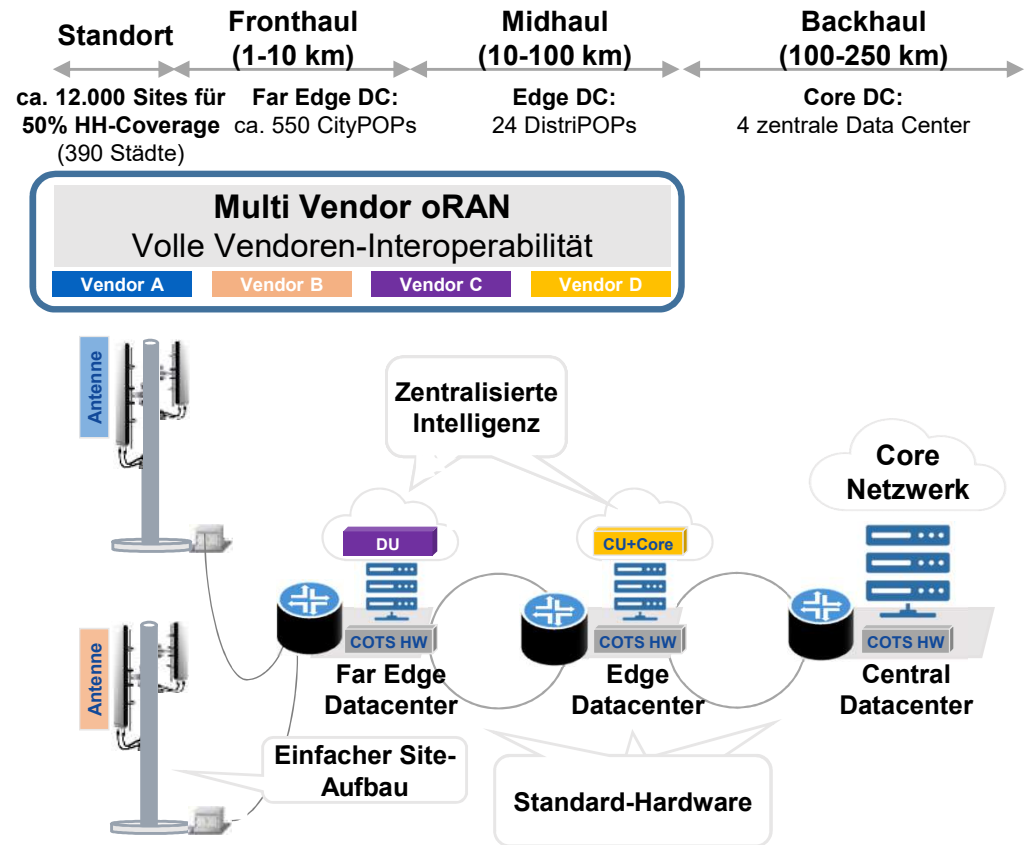 Standort
Fronthaul
(1-10 km)
Midhaul
(10-100 km)
Backhaul
(100-250 km)
ca. 12.000 Sites für
50% HH-Coverage
(390 Städte)
Far Edge DC:
ca. 550 CityPOPs
Edge DC:
24 DistriPOPs
Core DC:
4 zentrale Data Center
Multi Vendor oRAN
Volle Vendoren-Interoperabilität
Vendor A
Vendor B
Vendor C
Vendor D
Antenne
Zentralisierte
Intelligenz
Core
Netzwerk
DU
CU+Core
COTS HW
COTS HW
COTS HW
Far Edge
Datacenter
Edge
Datacenter
Central
Datacenter
Antenne
Einfacher Site-
Aufbau
Standard-Hardware